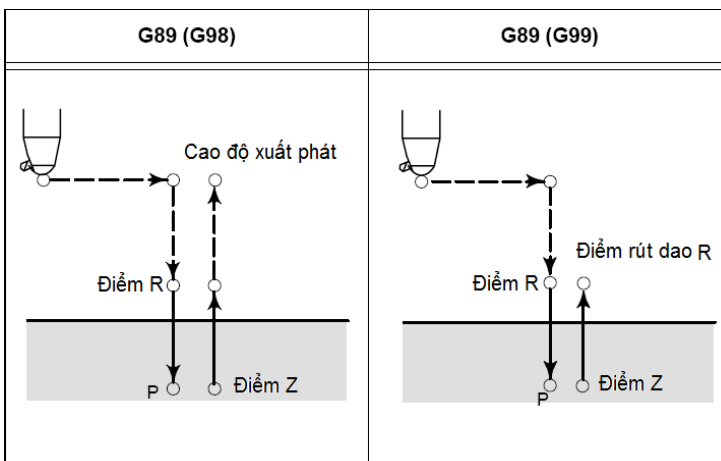 G89 (G98)
G89 (G99)
Cao độ xuất phát
Điểm R
P
Điểm Z
Điểm rút dao R
Điểm R
P
Điểm Z